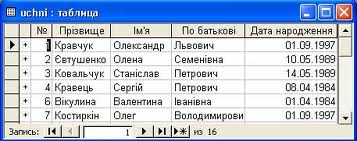 uchni : таблица
№ Прізвище Ім'я По батькові Дата народження
1 Кравчук Олександр Львович 01.09.1997
2 Євтушенко Олена Семенівна 10.05.1989
3 Ковальчук Станіслав Петрович 14.05.1989
4 Кравець Сергій Петрович 08.04.1984
6 Вікулина Валентина Іванівна 01.04.1984
7 Костиркін Олег Володимирови 01.09.1997
Запись: 1 из 16